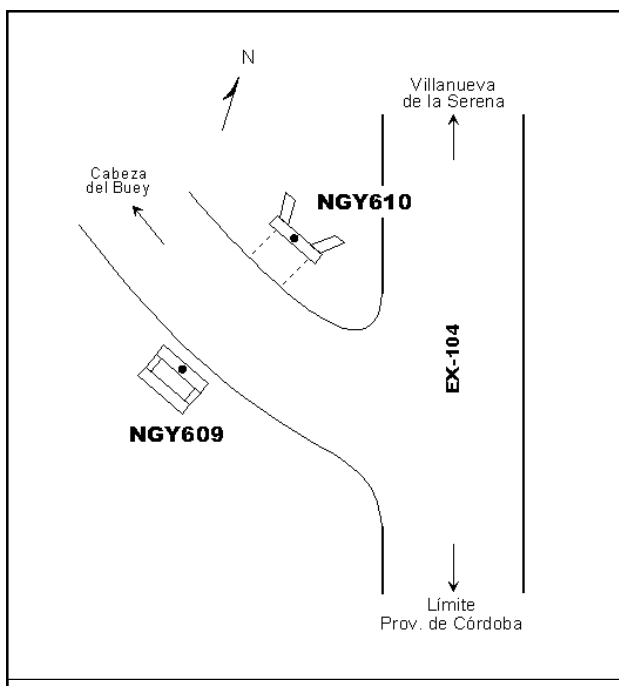 N
Villanueva
de la Serena
Cabeza
del Buey
NGY610
EX-104
NGY609
Límite
Prov. de Córdoba